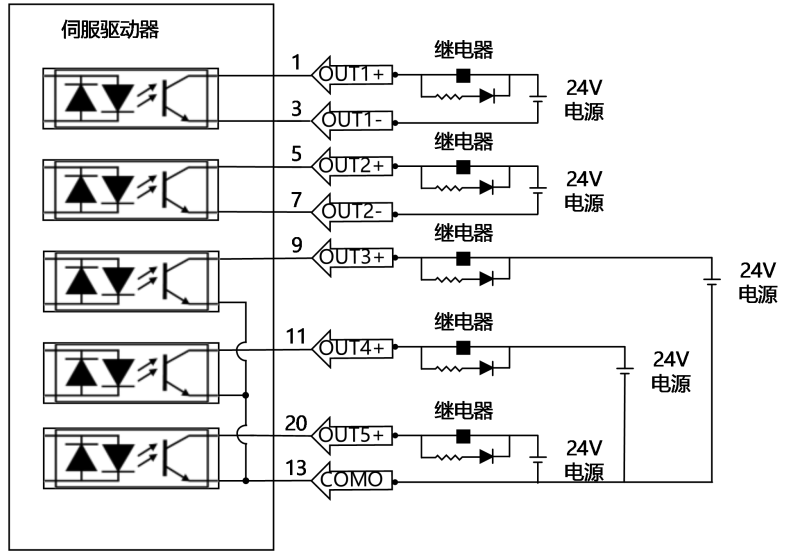 伺服驱动器
继电器
1
OUT1+
24V
电源
3
OUT1-
继电器
5
OUT2+
24V
电源
7
OUT2-
继电器
9
OUT3+
24V
电源
继电器
11
OUT4+
24V
电源
继电器
20
OUT5+
24V
电源
13
COMO